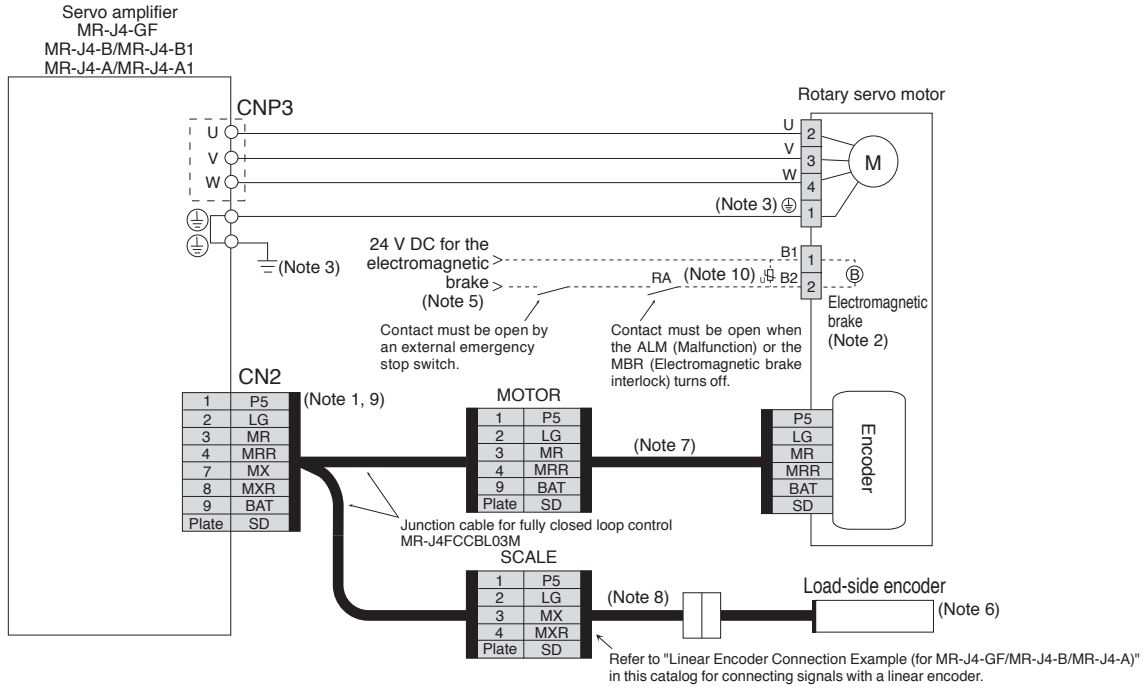 Servo amplifier
MR-J4-GF
MR-J4-B/MR-J4-B1
MR-J4-A/MR-J4-A1
CNP3
U
V
W
(Note 3)
Rotary servo motor
U
V
W
(Note 3)
2
3
4
1
M
24 V DC for the
electromagnetic
brake
(Note 5)
RA
(Note 10)
U
B1
B2
1
2
B
Electromagnetic
brake
(Note 2)
Contact must be open by
an external emergency
stop switch.
Contact must be open when
the ALM (Malfunction) or the
MBR (Electromagnetic brake
interlock) turns off.
CN2
(Note 1, 9)
1 P5
2 LG
3 MR
4 MRR
7 MX
8 MXR
9 BAT
Plate SD
MOTOR
1 P5
2 LG
3 MR
4 MRR
9 BAT
Plate SD
(Note 7)
P5
LG
MR
MRR
BAT
SD
Encoder
Junction cable for fully closed loop control
MR-J4FCCBL03M
SCALE
1 P5
2 LG
3 MX
4 MXR
Plate SD
(Note 8)
Load-side encoder
(Note 6)
Refer to "Linear Encoder Connection Example (for MR-J4-GF/MR-J4-B/MR-J4-A)"
in this catalog for connecting signals with a linear encoder.